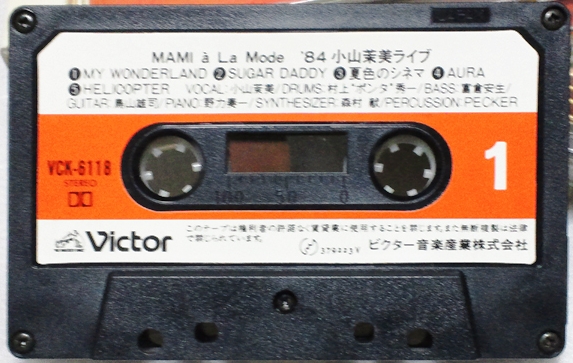 MAMI à La Mode '84 小山茉美ライブ
❶MY WONDERLAND ❷SUGAR DADDY ❸夏色のシネマ ❹AURA
❺HELICOPTER VOCAL:小山茉美/DRUMS:村上"ポンタ"秀一/BASS:富倉安生/
GUITAR:鳥山雄司/PIANO:野力奏一/SYNTHESIZER:森村献/PERCUSSION:PECKER
VCK-6118
STEREO
1
100 50 0
Victor
このテープは権利者の許諾なく賃貸業に使用することを禁じます。また無断複製は法律
で禁じられています。
ビクター音楽産業株式会社